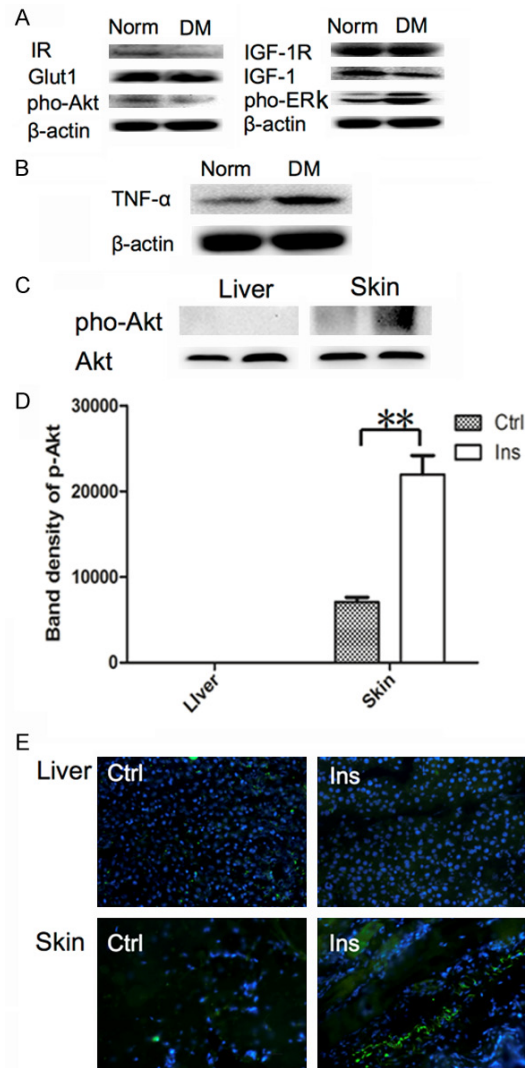 A
Norm DM
IR
Glut1
pho-Akt
β-actin
Norm DM
IGF-1R
IGF-1
pho-ERk
β-actin
B
Norm DM
TNF-α
β-actin
C
Liver Skin
pho-Akt
Akt
D
Band density of p-Akt
30000
20000
10000
0
**
Ctrl
Ins
LIver
Skin
E
Liver
Ctrl
Ins
Skin
Ctrl
Ins